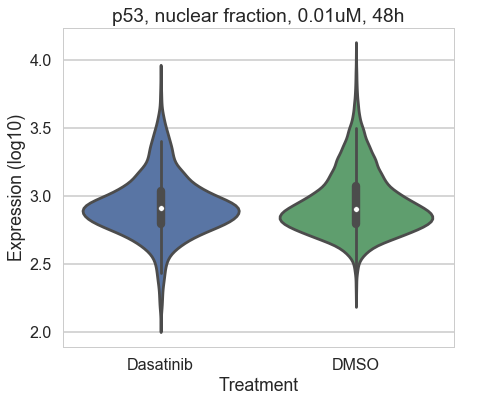 p53, nuclear fraction, 0.01uM, 48h
Expression (log10)
4.0
3.5
3.0
2.5
2.0
Dasatinib DMSO
Treatment